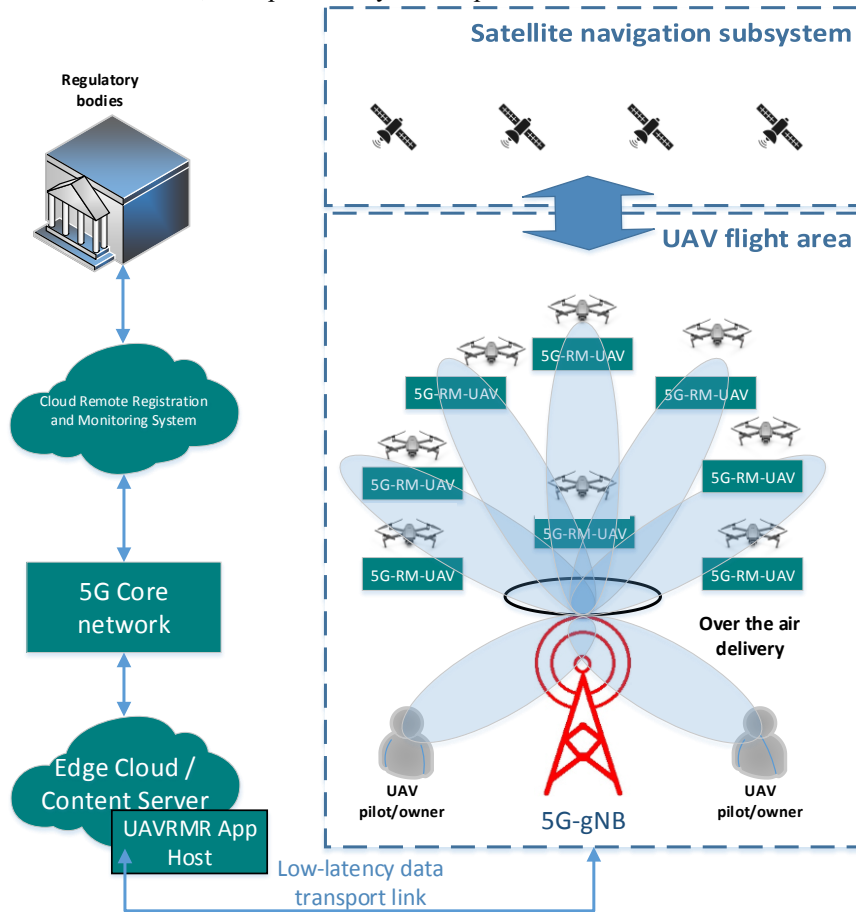 Satellite navigation subsystem
Regulatory
bodies
UAV flight area
5G-RM-UAV
5G-RM-UAV
5G-RM-UAV
Cloud Remote Registration
and Monitoring System
5G-RM-UAV
5G-RM-UAV
5G-RM-UAV
5G-RM-UAV
5G-RM-UAV
5G Core
network
Over the air
delivery
Edge Cloud /
Content Server
UAVRMR App
Host
UAV
pilot/owner
5G-gNB
UAV
pilot/owner
Low-latency data
transport link